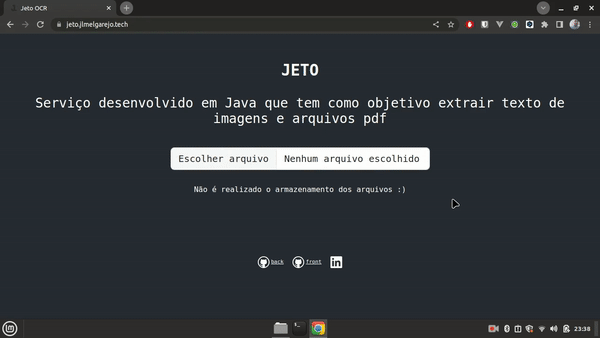 Jeto OCR
jeto.jlmelgarejo.tech
JETO
Serviço desenvolvido em Java que tem como objetivo extrair texto de
imagens e arquivos pdf
Escolher arquivo Nenhum arquivo escolhido
Não é realizado o armazenamento dos arquivos :)
back front in
23:38